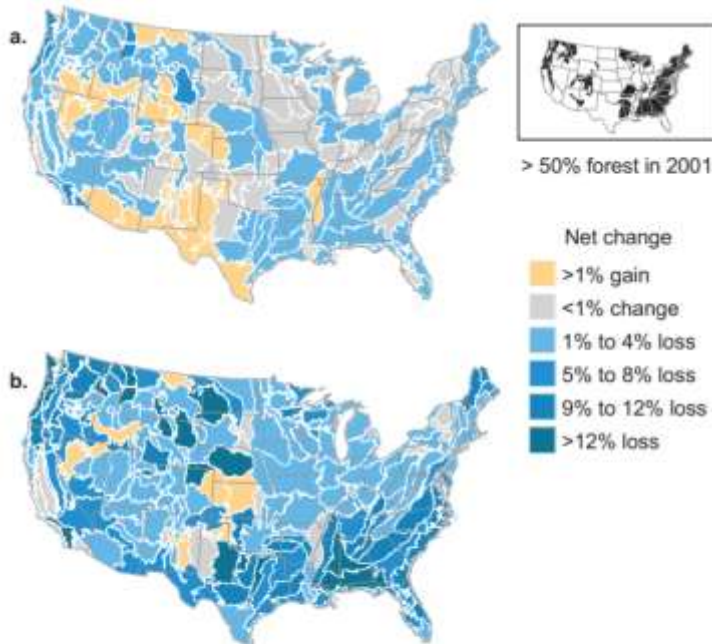 a.
> 50% forest in 2001
Net change
>1% gain
<1% change
1% to 4% loss
5% to 8% loss
9% to 12% loss
>12% loss
b.